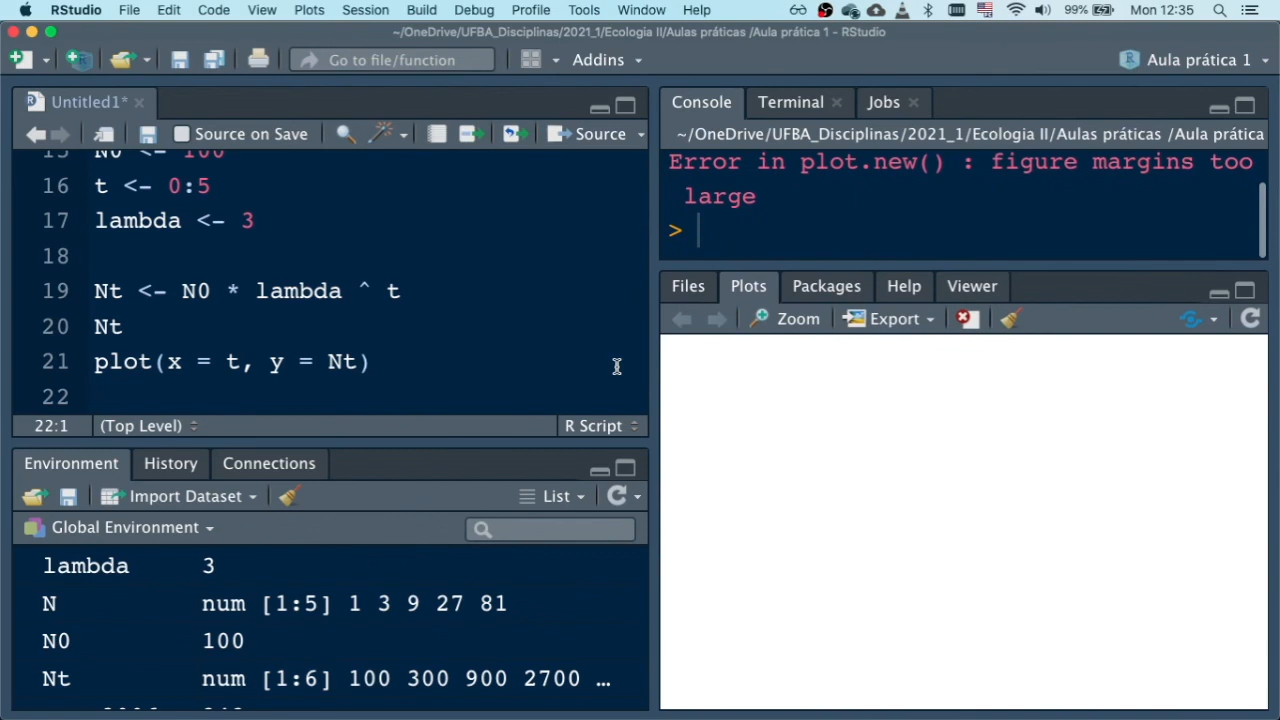 RStudio File Edit Code View Plots Session Build Debug Profile Tools Window Help 99% Mon 12:35
~/OneDrive/UFBA_Disciplinas/2021_1/Ecologia II/Aulas práticas /Aula prática 1 - RStudio
Go to file/function Addins Aula prática 1
Untitled1*
Source on Save Source
15 N0 <- 100
16 t <- 0:5
17 lambda <- 3
18
19 Nt <- N0 * lambda ^ t
20 Nt
21 plot(x = t, y = Nt)
22
22:1 (Top Level) R Script
Environment History Connections
Import Dataset List
Global Environment
lambda 3
N num [1:5] 1 3 9 27 81
N0 100
Nt num [1:6] 100 300 900 2700 ...
Console Terminal Jobs
~/OneDrive/UFBA_Disciplinas/2021_1/Ecologia II/Aulas práticas /Aula prática 1
Error in plot.new() : figure margins too
large
>
Files Plots Packages Help Viewer
Zoom Export